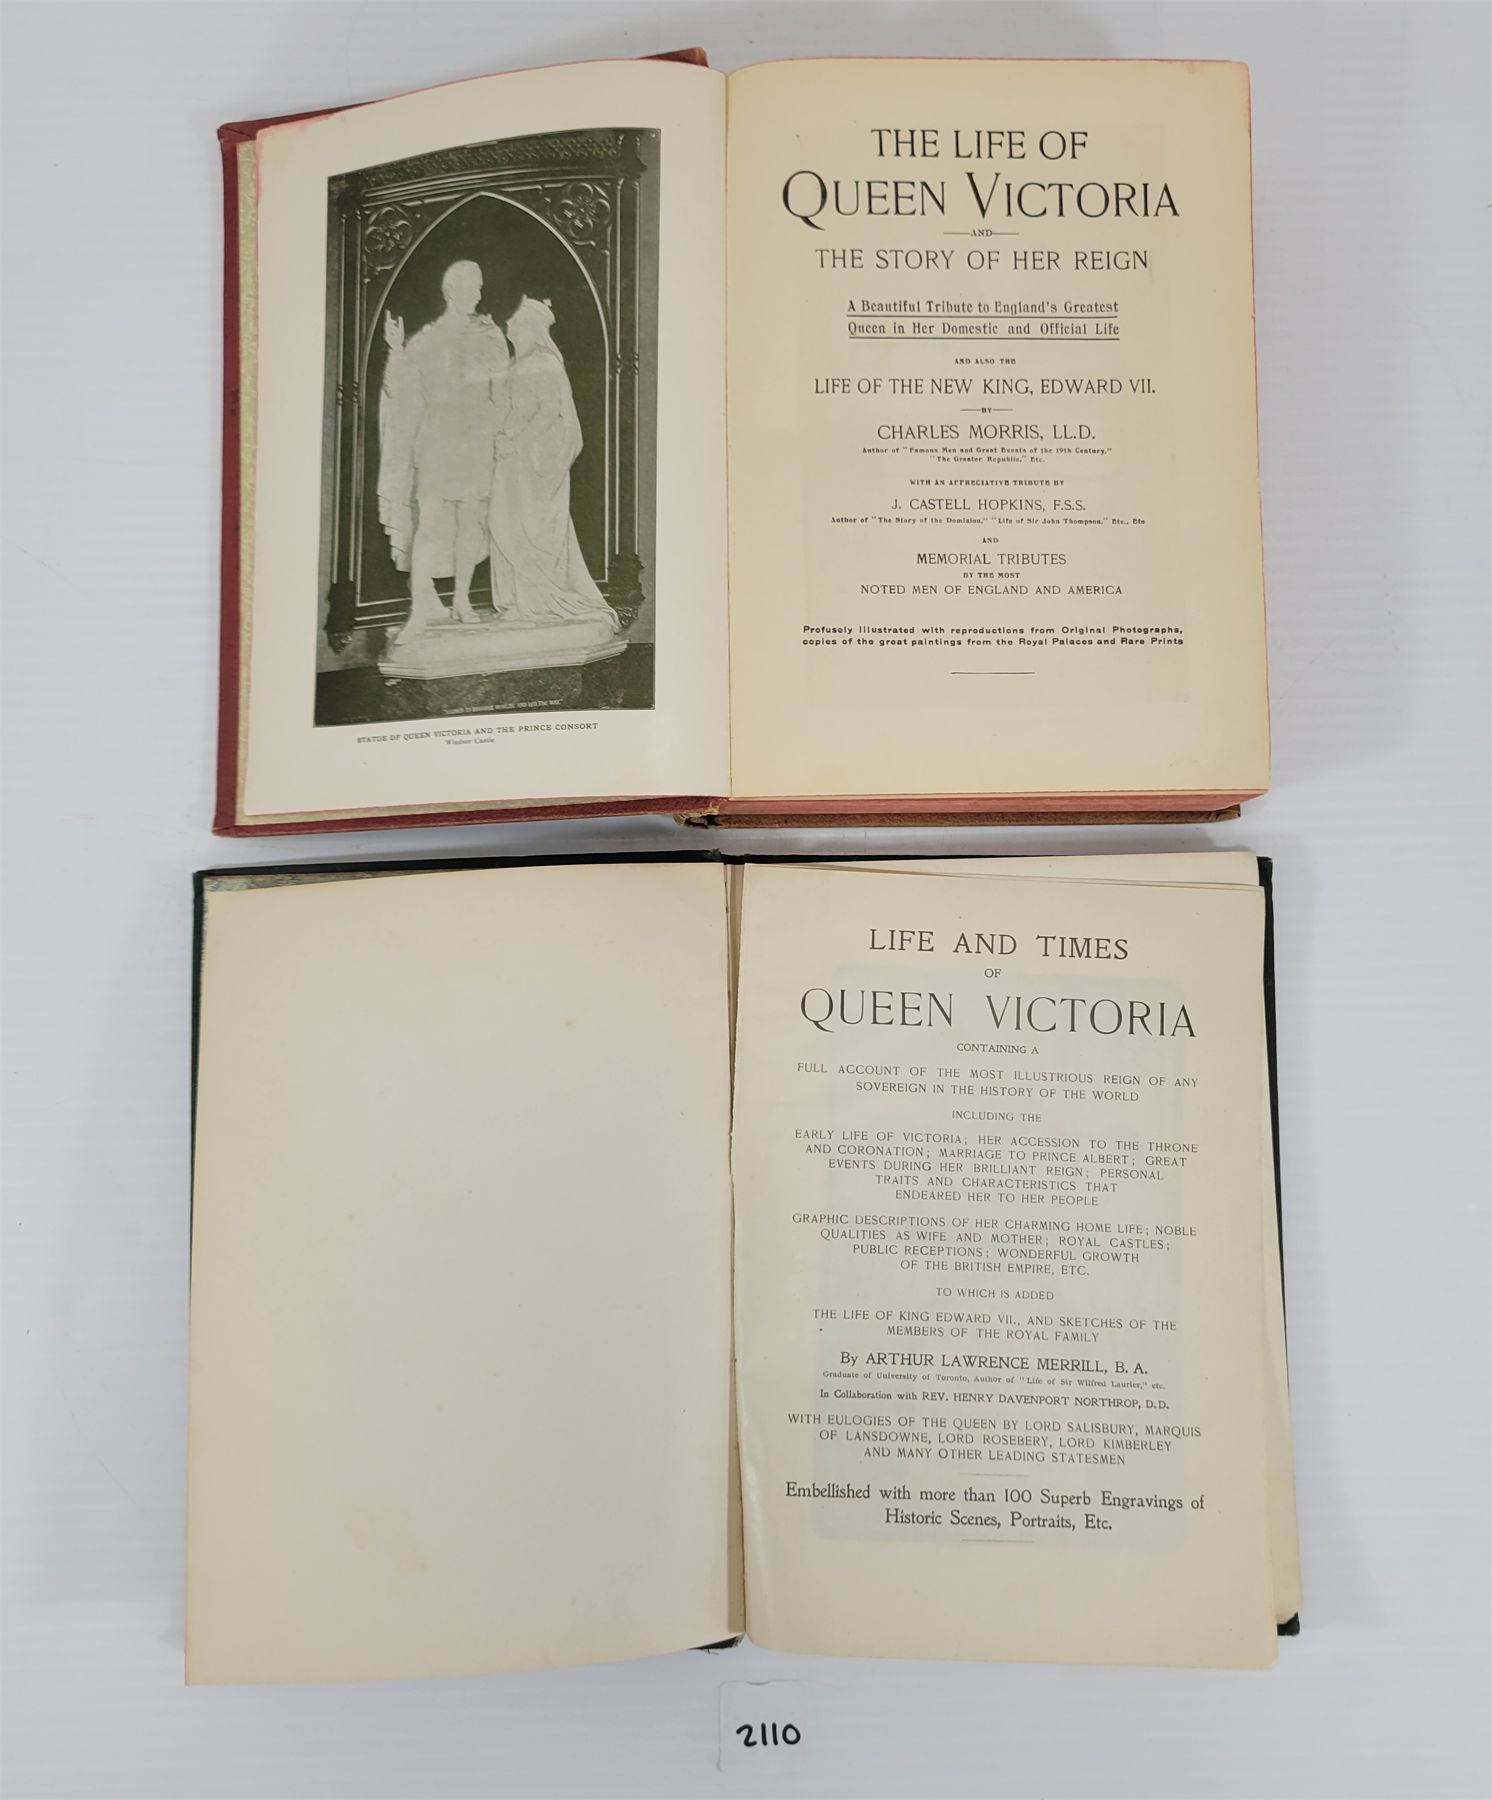 THE LIFE OF
QUEEN VICTORIA
AND
THE STORY OF HER REIGN
A Beautiful Tribute to England's Greatest
Queen in Her Domestic and Official Life
AND ALSO THE
LIFE OF THE NEW KING, EDWARD VII.
BY
CHARLES MORRIS, LL.D.
Author of "Famous Men and Great Events of the 19th Century,"
"The Greater Republic," Etc.
WITH AN APPRECIATIVE TRIBUTE BY
J. CASTELL HOPKINS, F.S.S.
Author of "The Story of the Dominion," "Life of Sir John Thompson," Etc., Etc
AND
MEMORIAL TRIBUTES
BY THE MOST
NOTED MEN OF ENGLAND AND AMERICA
Profusely Illustrated with reproductions from Original Photographs,
copies of the great paintings from the Royal Palaces and Rare Prints
STATUE OF QUEEN VICTORIA AND THE PRINCE CONSORT
Windsor Castle.
LIFE AND TIMES
OF
QUEEN VICTORIA
CONTAINING A
FULL ACCOUNT OF THE MOST ILLUSTRIOUS REIGN OF ANY
SOVEREIGN IN THE HISTORY OF THE WORLD
INCLUDING THE
EARLY LIFE OF VICTORIA; HER ACCESSION TO THE THRONE
AND CORONATION; MARRIAGE TO PRINCE ALBERT; GREAT
EVENTS DURING HER BRILLIANT REIGN; PERSONAL
TRAITS AND CHARACTERISTICS THAT
ENDEARED HER TO HER PEOPLE
GRAPHIC DESCRIPTIONS OF HER CHARMING HOME LIFE; NOBLE
QUALITIES AS WIFE AND MOTHER; ROYAL CASTLES;
PUBLIC RECEPTIONS; WONDERFUL GROWTH
OF THE BRITISH EMPIRE, ETC.
TO WHICH IS ADDED
THE LIFE OF KING EDWARD VII., AND SKETCHES OF THE
MEMBERS OF THE ROYAL FAMILY
By ARTHUR LAWRENCE MERRILL, B. A.
Graduate of University of Toronto, Author of "Life of Sir Wilfred Laurier," etc.
In Collaboration with REV. HENRY DAVENPORT NORTHROP, D.D.
WITH EULOGIES OF THE QUEEN BY LORD SALISBURY, MARQUIS
OF LANSDOWNE, LORD ROSEBERY, LORD KIMBERLEY
AND MANY OTHER LEADING STATESMEN
Embellished with more than 100 Superb Engravings of
Historic Scenes, Portraits, Etc.
2110